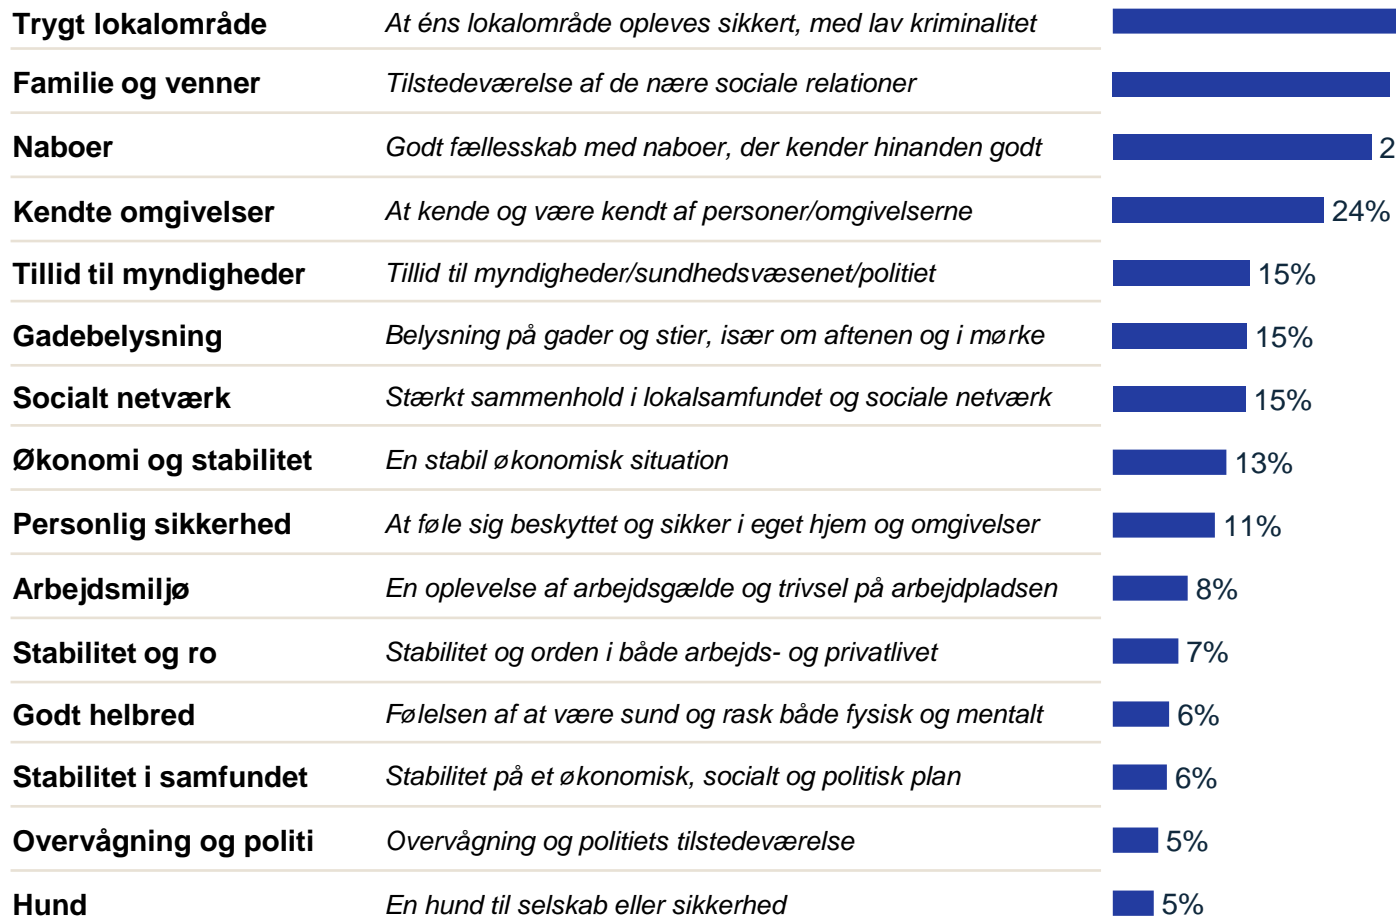 Trygt lokalområde At éns lokalområde opleves sikkert, med lav kriminalitet
Familie og venner Tilstedeværelse af de nære sociale relationer
Naboer Godt fællesskab med naboer, der kender hinanden godt 2
Kendte omgivelser At kende og være kendt af personer/omgivelserne 24%
Tillid til myndigheder Tillid til myndigheder/sundhedsvæsenet/politiet 15%
Gadebelysning Belysning på gader og stier, især om aftenen og i mørke 15%
Socialt netværk Stærkt sammenhold i lokalsamfundet og sociale netværk 15%
Økonomi og stabilitet En stabil økonomisk situation 13%
Personlig sikkerhed At føle sig beskyttet og sikker i eget hjem og omgivelser 11%
Arbejdsmiljø En oplevelse af arbejdsgælde og trivsel på arbejdpladsen 8%
Stabilitet og ro Stabilitet og orden i både arbejds- og privatlivet 7%
Godt helbred Følelsen af at være sund og rask både fysisk og mentalt 6%
Stabilitet i samfundet Stabilitet på et økonomisk, socialt og politisk plan 6%
Overvågning og politi Overvågning og politiets tilstedeværelse 5%
Hund En hund til selskab eller sikkerhed 5%